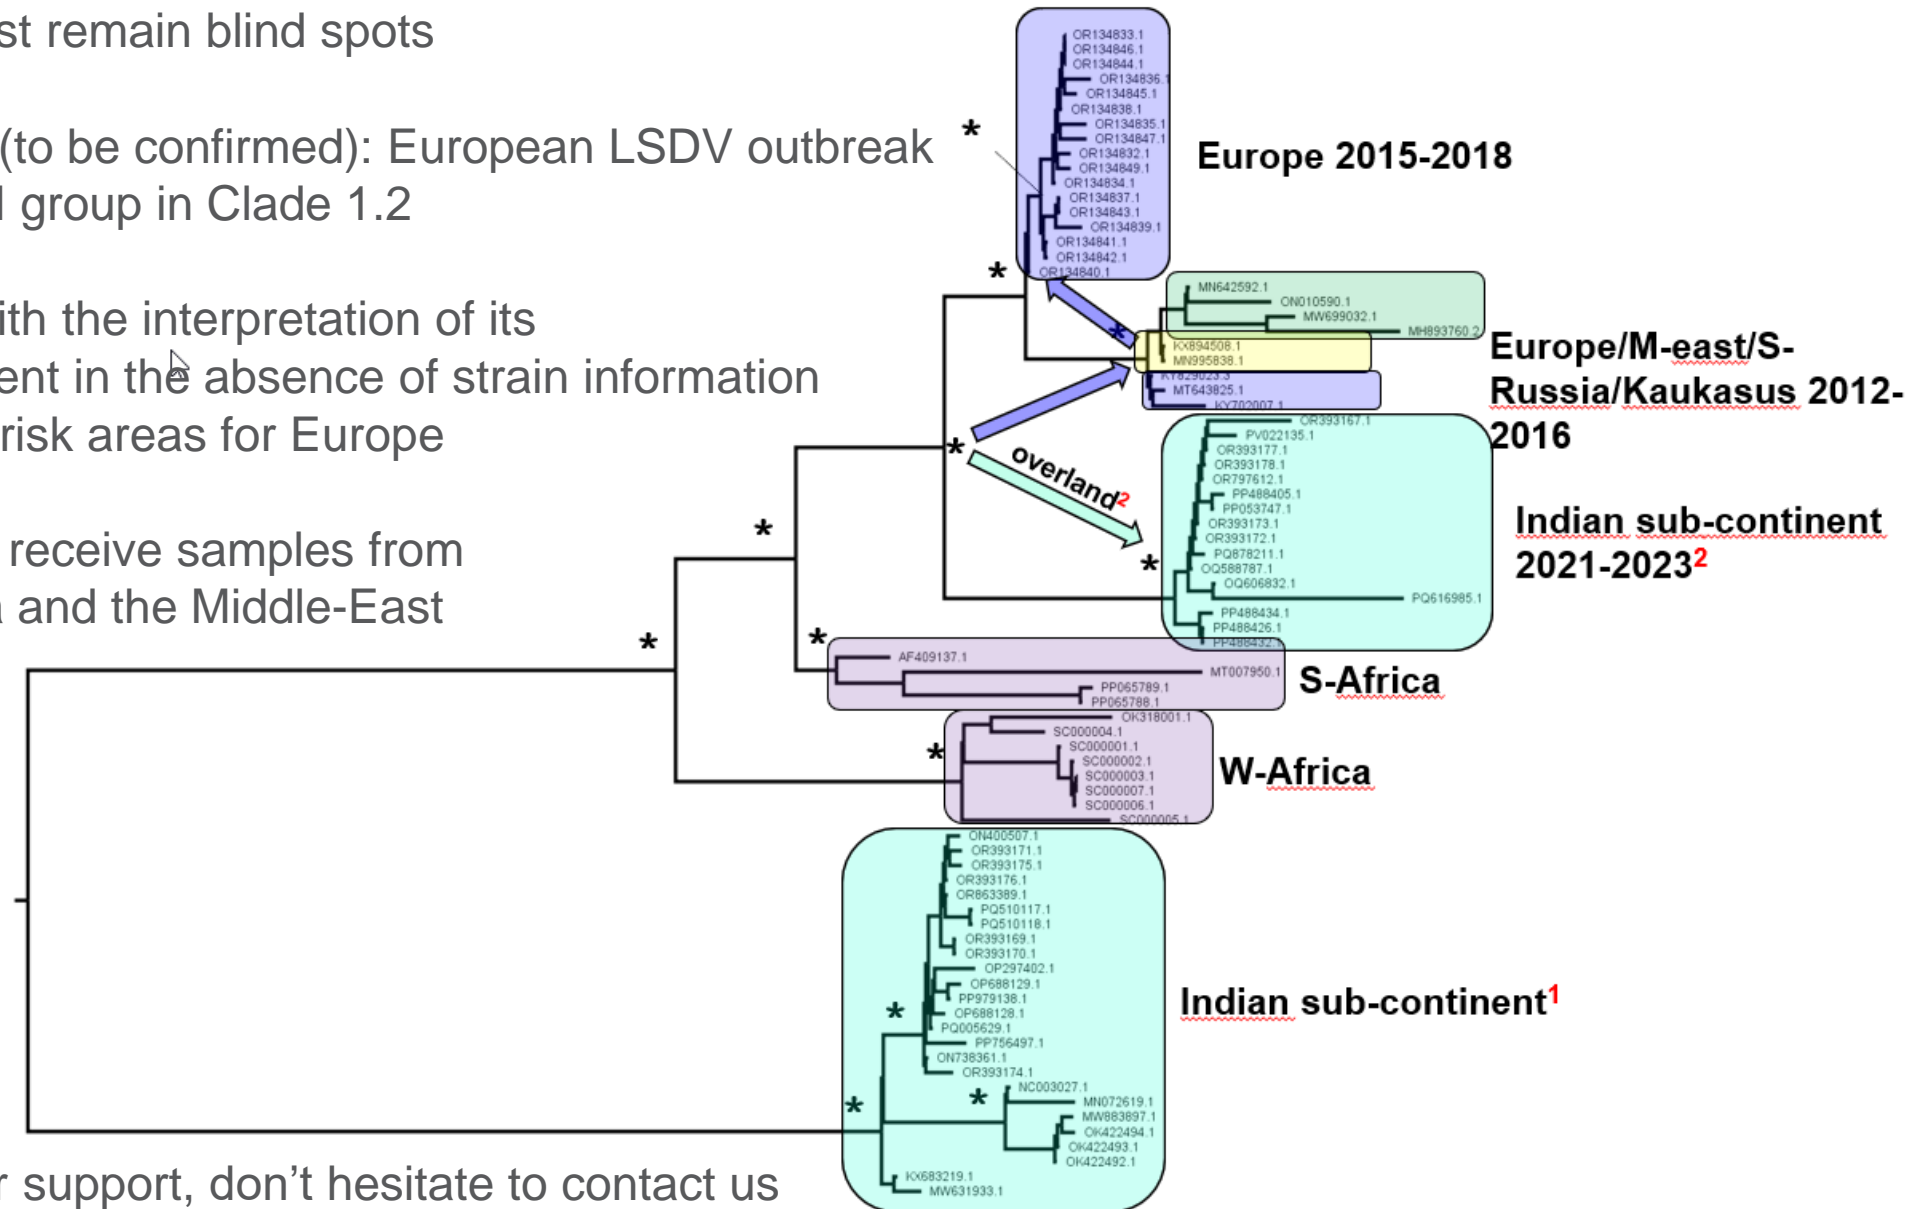 st remain blind spots
(to be confirmed): European LSDV outbreak
group in Clade 1.2
ith the interpretation of its
ent in the absence of strain information
risk areas for Europe
receive samples from
a and the Middle-East
r support, don't hesitate to contact us
*
OR134833.1
OR134846.1
OR134844.1
OR134836.1
OR134845.1
OR134838.1
OR134835.1
OR134847.1
OR134832.1
OR134849.1
OR134834.1
OR134837.1
OR134843.1
OR134839.1
OR134841.1
OR134842.1
OR134840.1
Europe 2015-2018
*
*
MN642592.1
ON010590.1
MW699032.1
MH893760.2
KX894508.1
MN995838.1
KY829023.3
MT643825.1
KY702007.1
Europe/M-east/S-
Russia/Kaukasus 2012-
2016
*
overland2
*
OR393167.1
PV022135.1
OR393177.1
OR393178.1
OR797612.1
PP488405.1
PP053747.1
OR393173.1
OR393172.1
PQ878211.1
OQ588787.1
OQ606832.1
PQ616985.1
PP488434.1
PP488426.1
PP488432.1
Indian sub-continent
2021-20232
*
*
*
AF409137.1
MT007950.1
PP065789.1
PP065788.1
S-Africa
*
OK318001.1
SC000004.1
SC000001.1
SC000002.1
SC000003.1
SC000007.1
SC000006.1
SC000005.1
W-Africa
ON400507.1
OR393171.1
OR393175.1
OR393176.1
OR863389.1
PQ510117.1
PQ510118.1
OR393169.1
OR393170.1
OP297402.1
OP688129.1
PP979138.1
OP688128.1
PQ005629.1
PP756497.1
ON738361.1
OR393174.1
NC003027.1
MN072619.1
MW883897.1
OK422494.1
OK422493.1
OK422492.1
KX683219.1
MW631933.1
*
*
*
Indian sub-continent1